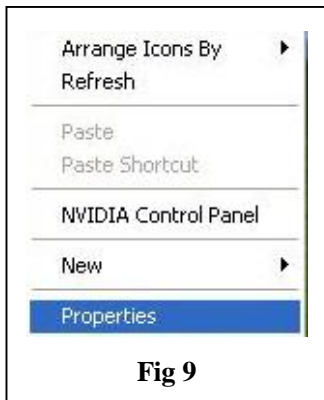 Arrange Icons By
Refresh
Paste
Paste Shortcut
NVIDIA Control Panel
New
Properties
Fig 9